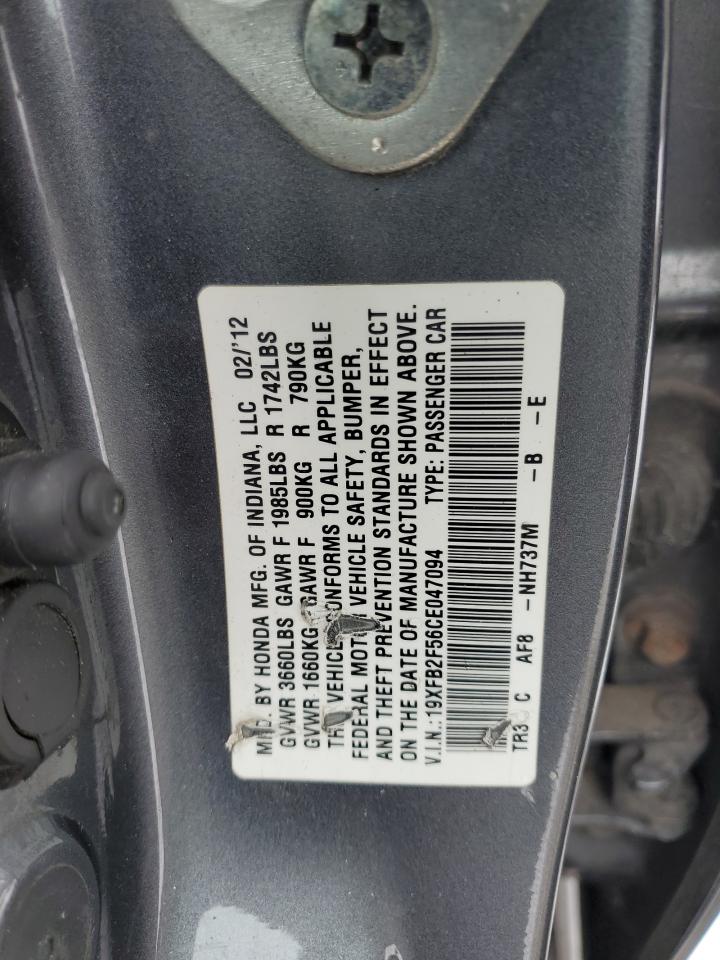 MFG. BY HONDA MFG. OF INDIANA, LLC 02/'12
GVWR 3660LBS GAWR F 1985LBS R 1742LBS
GVWR 1660KG GAWR F 900KG R 790KG
VEHICLE CONFORMS TO ALL APPLICABLE
FEDERAL MOTOR VEHICLE SAFETY, BUMPER,
AND THEFT PREVENTION STANDARDS IN EFFECT
ON THE DATE OF MANUFACTURE SHOWN ABOVE.
V.I.N.: 19XFB2F56CE047094 TYPE: PASSENGER CAR
C AF8 -NH737M -B -E